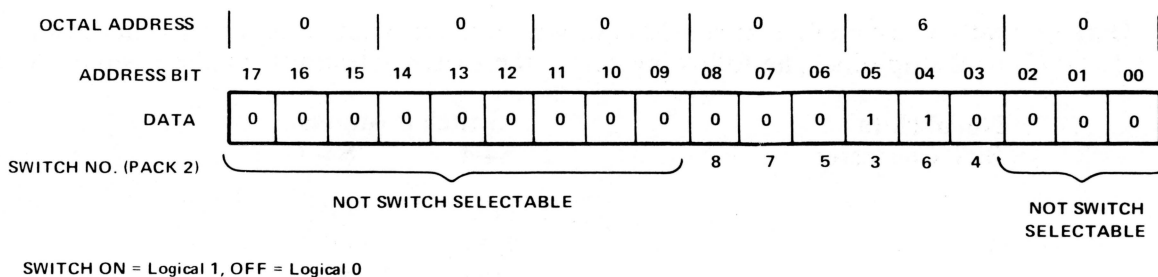 OCTAL ADDRESS 0 0 0 0 6 0
ADDRESS BIT 17 16 15 14 13 12 11 10 09 08 07 06 05 04 03 02 01 00
DATA 0 0 0 0 0 0 0 0 0 0 0 0 1 1 0 0 0 0
SWITCH NO. (PACK 2) 8 7 5 3 6 4
NOT SWITCH SELECTABLE
NOT SWITCH
SELECTABLE
SWITCH ON = Logical 1, OFF = Logical 0